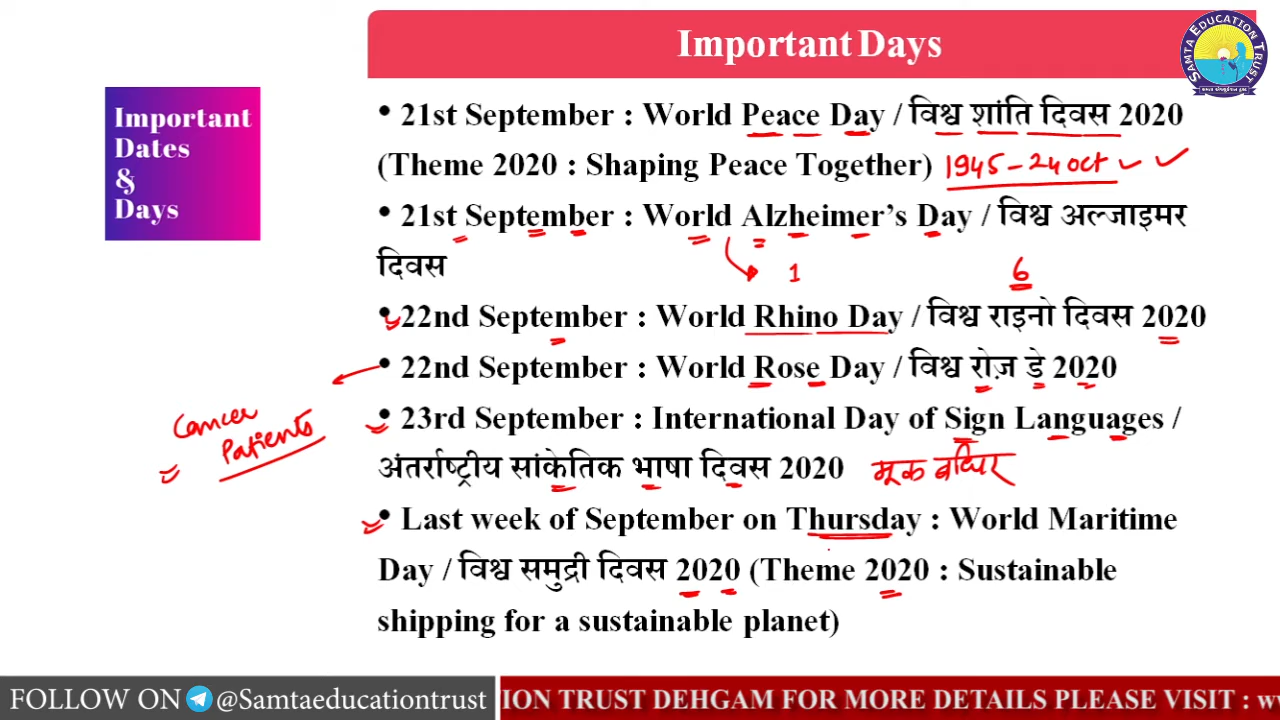 Important Days
SAMTA EDUCATION TRUST
Important
Dates
&
Days
• 21st September : World Peace Day / विश्व शांति दिवस 2020
(Theme 2020 : Shaping Peace Together) 1945 - 24 oct
• 21st September : World Alzheimer's Day / विश्व अल्जाइमर
दिवस
1 6
• 22nd September : World Rhino Day / विश्व राइनो दिवस 2020
• 22nd September : World Rose Day / विश्व रोज़ डे 2020
Cancer
Patients
• 23rd September : International Day of Sign Languages /
अंतर्राष्ट्रीय सांकेतिक भाषा दिवस 2020 मूक बधिर
• Last week of September on Thursday : World Maritime
Day / विश्व समुद्री दिवस 2020 (Theme 2020 : Sustainable
shipping for a sustainable planet)
FOLLOW ON @Samtaeducationtrust
ION TRUST DEHGAM FOR MORE DETAILS PLEASE VISIT : w